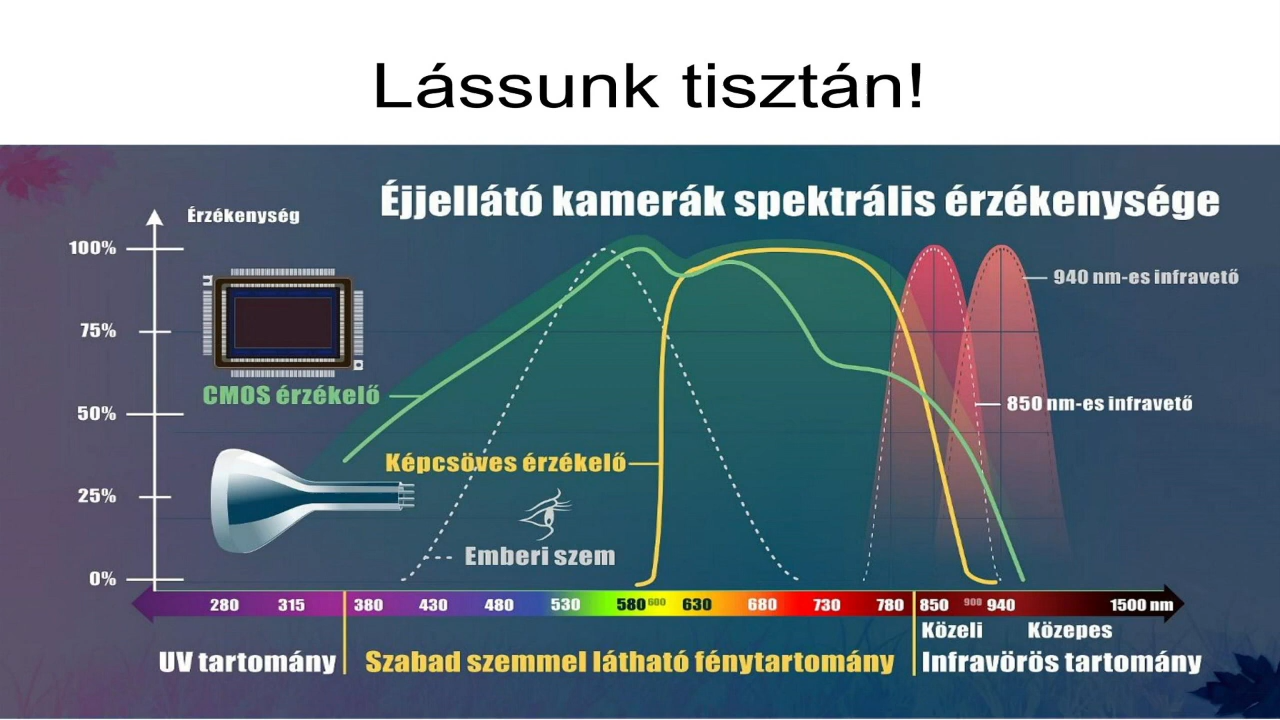 Lássunk tisztán!
Éjjellátó kamerák spektrális érzékenysége
Érzékenység
100%
940 nm-es infravető
75%
CMOS érzékelő
850 nm-es infravető
50%
Képcsöves érzékelő
25%
Emberi szem
0%
280 315 380 430 480 530 580 600 630 680 730 780 850 900 940 1500 nm
Közeli Közepes
UV tartomány Szabad szemmel látható fénytartomány Infravörös tartomány